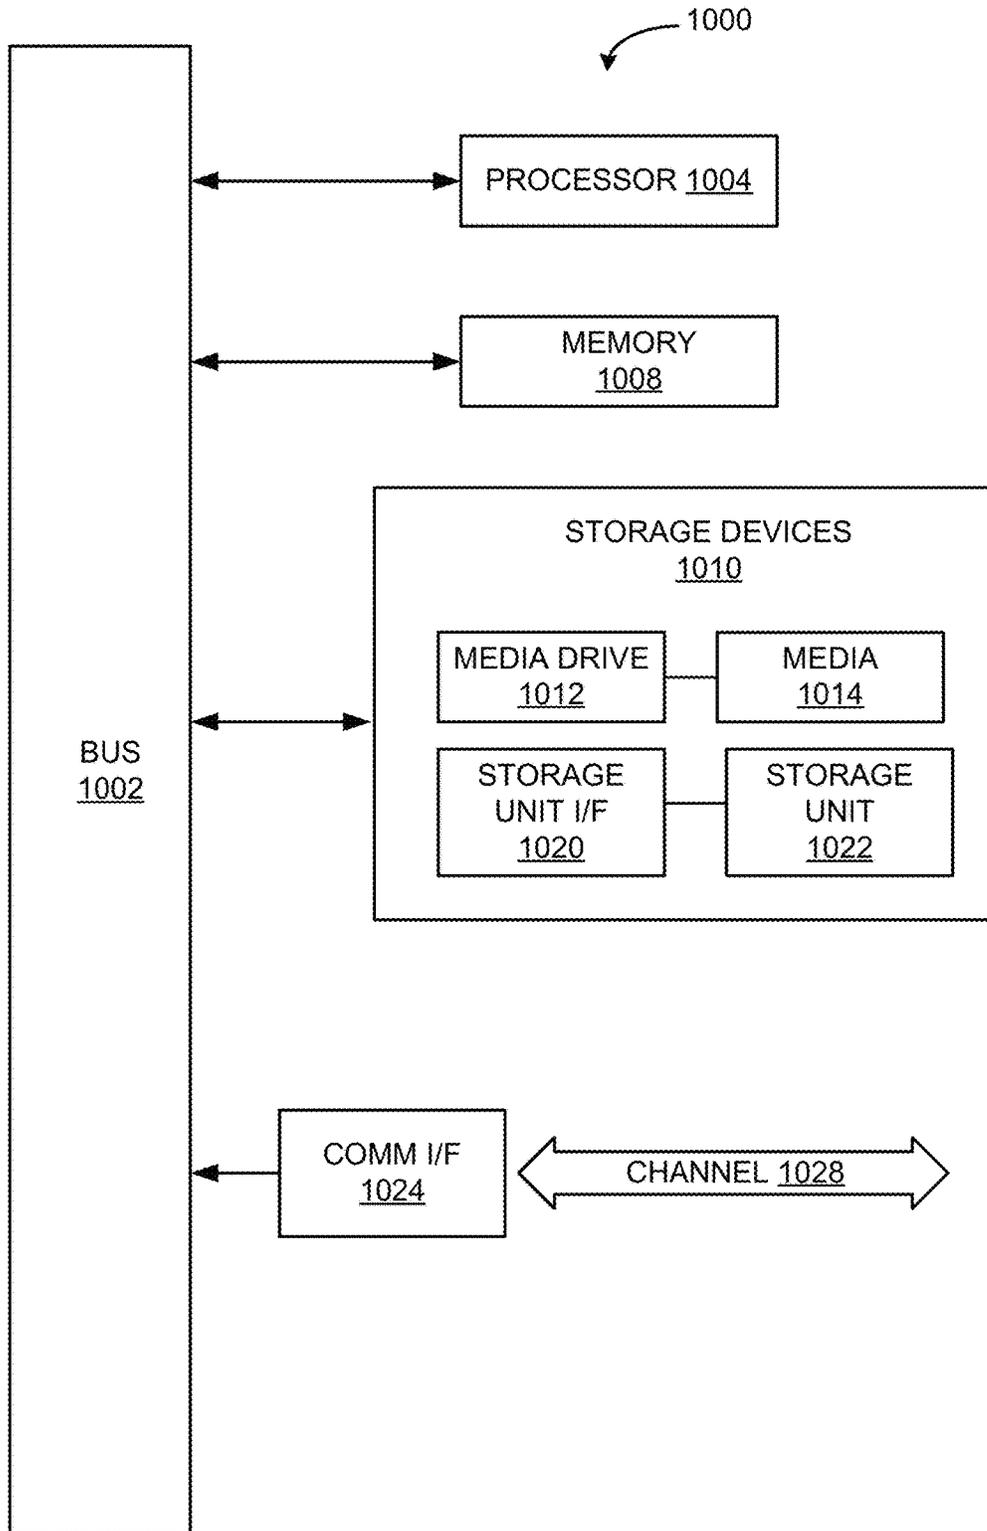 1000
PROCESSOR 1004
MEMORY
1008
STORAGE DEVICES
1010
MEDIA DRIVE
1012
MEDIA
1014
BUS
1002
STORAGE
UNIT I/F
1020
STORAGE
UNIT
1022
COMM I/F
1024
CHANNEL 1028